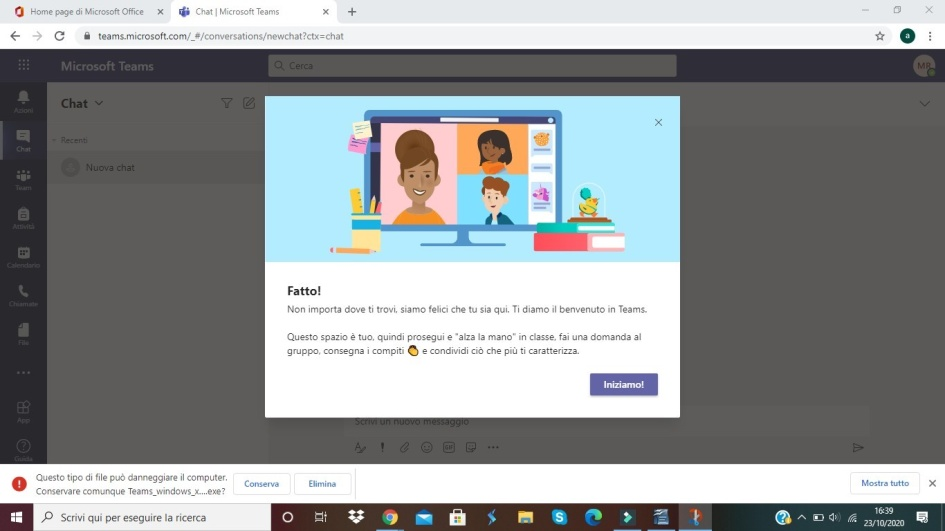 Home page di Microsoft Office
Chat | Microsoft Teams
teams.microsoft.com/_#/conversations/newchat?ctx=chat
a
Microsoft Teams
Cerca
MR
Azioni
Chat
Recenti
Chat
Nuova chat
Team
Attività
Calendario
Chiamate
File
App
Guida
Fatto!
Non importa dove ti trovi, siamo felici che tu sia qui. Ti diamo il benvenuto in Teams.
Questo spazio è tuo, quindi prosegui e "alza la mano" in classe, fai una domanda al
gruppo, consegna i compiti e condividi ciò che più ti caratterizza.
Iniziamo!
Scrivi un nuovo messaggio
GIF
Questo tipo di file può danneggiare il computer.
Conservare comunque Teams_windows_x....exe?
Conserva
Elimina
Mostra tutto
Scrivi qui per eseguire la ricerca
16:39
23/10/2020